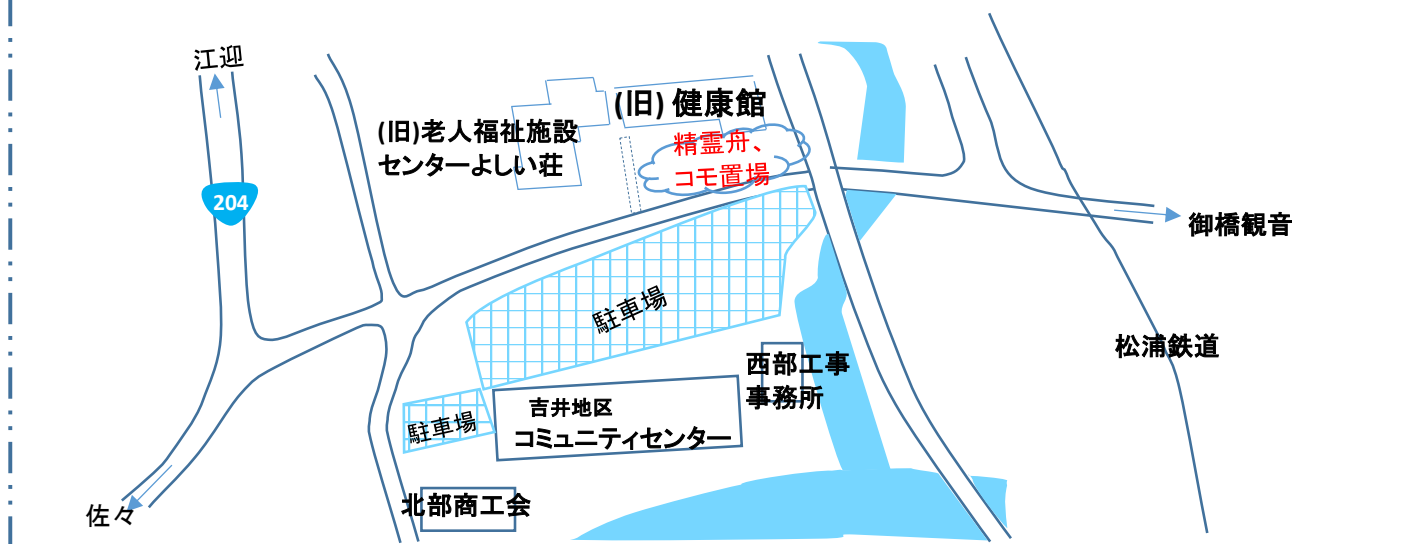 江迎
(旧) 健康館
(旧)老人福祉施設
センターよしい荘
精霊舟、
コモ置場
204
御橋観音
駐車場
松浦鉄道
西部工事
事務所
吉井地区
コミュニティセンター
駐車場
北部商工会
佐々